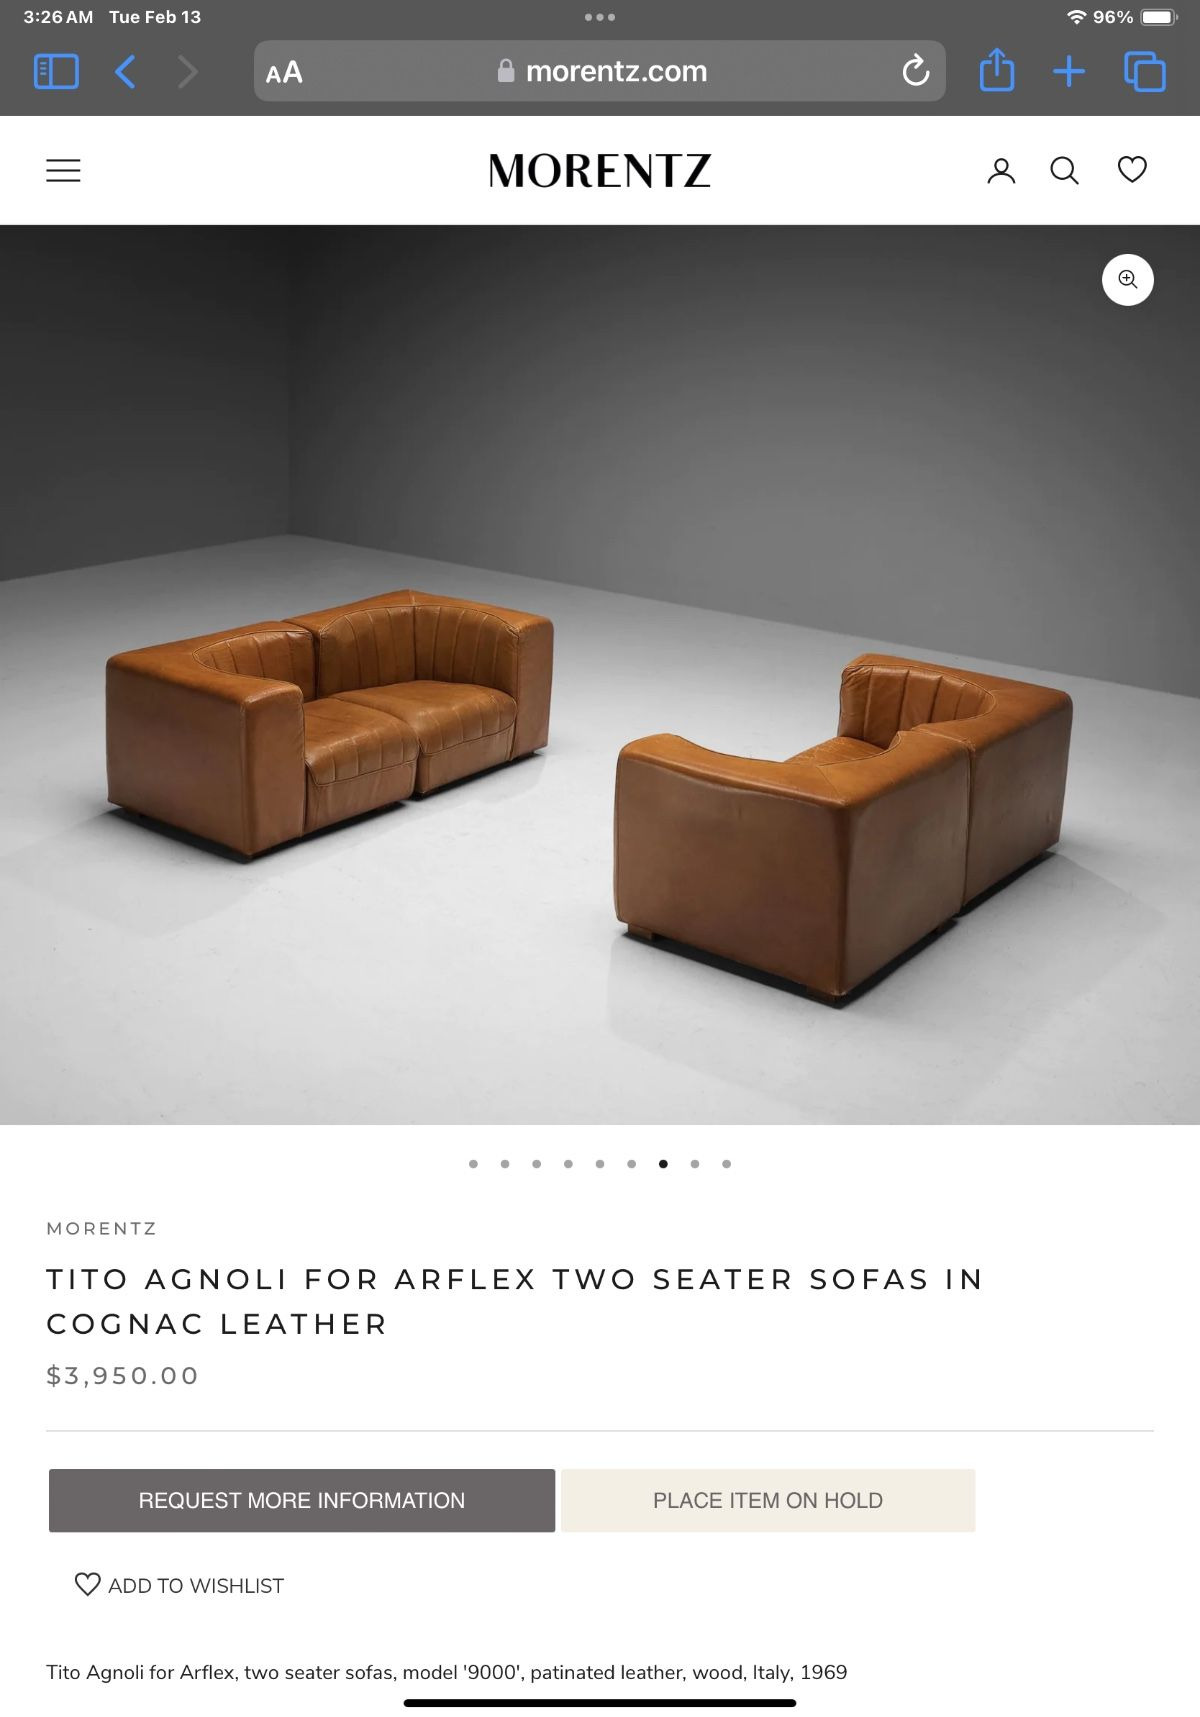 3:26 AM Tue Feb 13
96%
AA
morentz.com
MORENTZ
MORENTZ
TITO AGNOLI FOR ARFLEX TWO SEATER SOFAS IN
COGNAC LEATHER
$3,950.00
REQUEST MORE INFORMATION
PLACE ITEM ON HOLD
ADD TO WISHLIST
Tito Agnoli for Arflex, two seater sofas, model '9000', patinated leather, wood, Italy, 1969